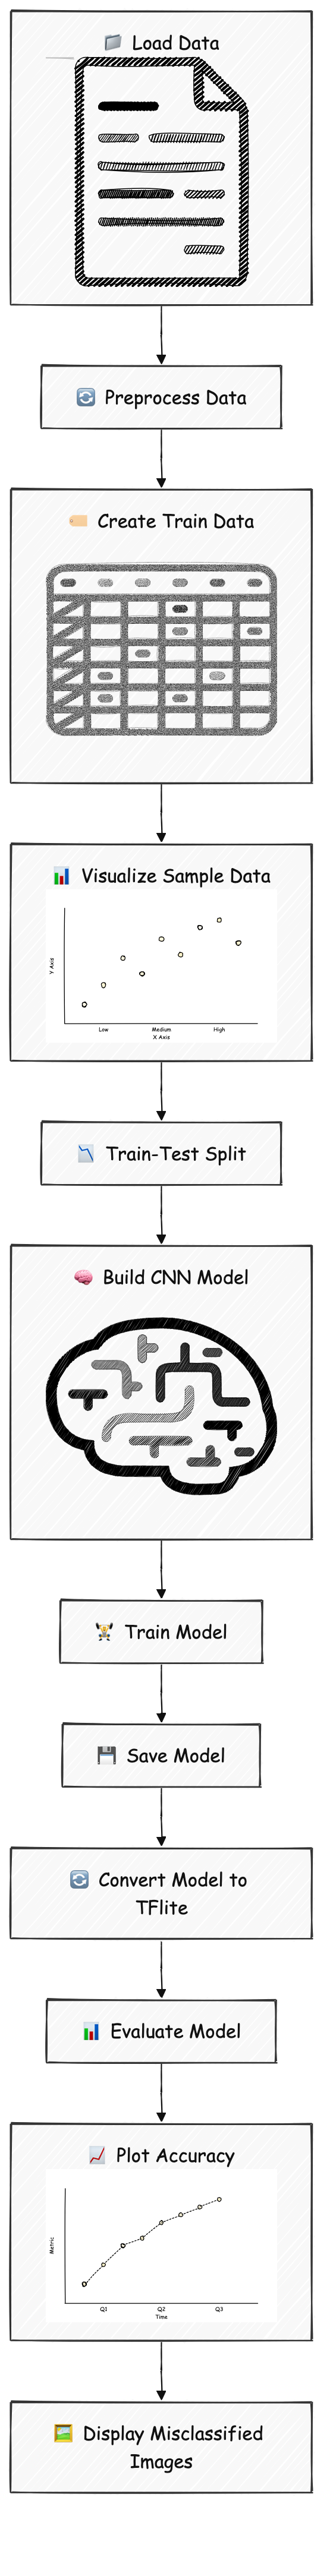 📁 Load Data
🔄 Preprocess Data
🏷️ Create Train Data
📊 Visualize Sample Data
Y Axis
Low Medium High
X Axis
📉 Train-Test Split
🧠 Build CNN Model
🏋️ Train Model
💾 Save Model
🔄 Convert Model to
TFlite
📊 Evaluate Model
📈 Plot Accuracy
Metric
Q1 Q2 Q3
Time
🖼️ Display Misclassified
Images